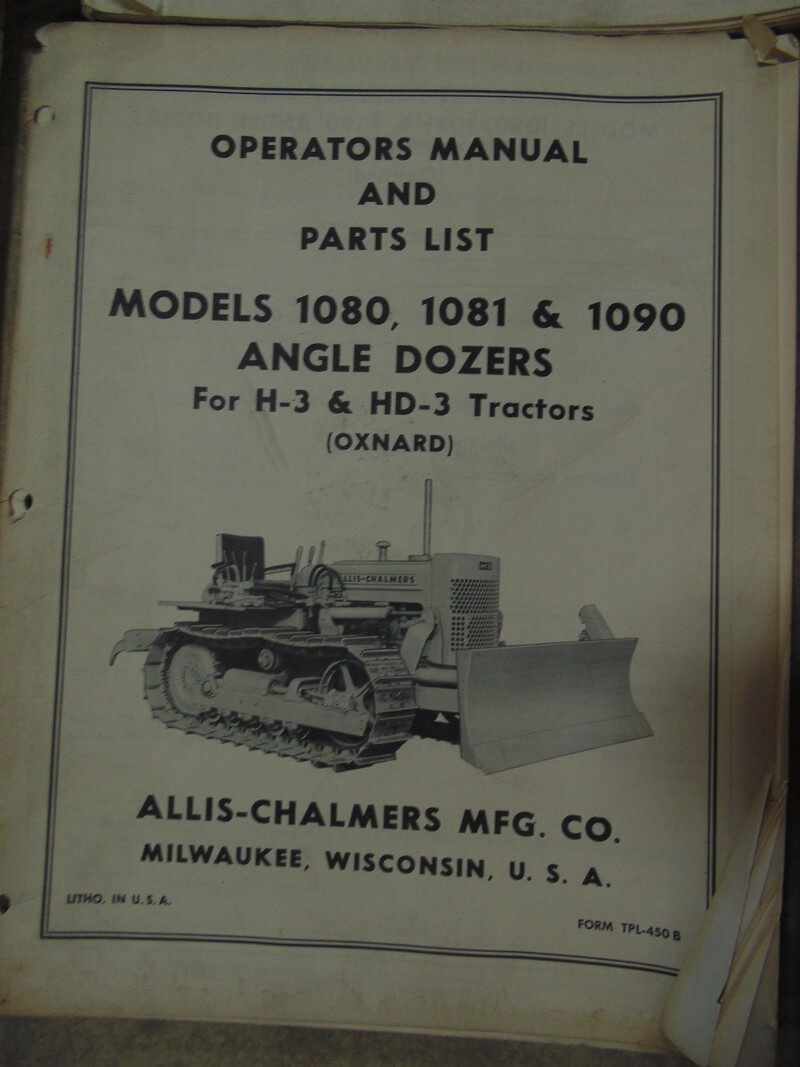 OPERATORS MANUAL
AND
PARTS LIST
MODELS 1080, 1081 & 1090
ANGLE DOZERS
For H-3 & HD-3 Tractors
(OXNARD)
ALLIS-CHALMERS
ALLIS-CHALMERS MFG. CO.
MILWAUKEE, WISCONSIN, U. S. A.
LITHO. IN U.S.A.
FORM TPL-450 B